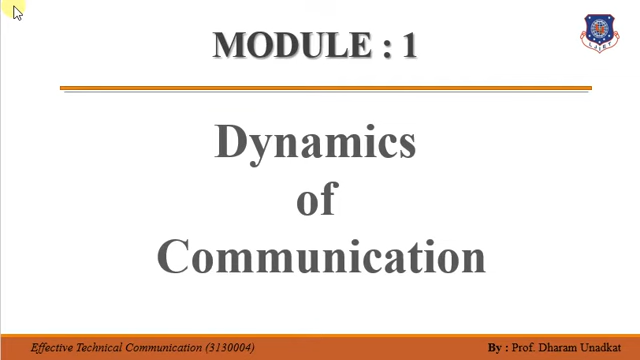 MODULE : 1
Dynamics
of
Communication
Effective Technical Communication (3130004)
By : Prof. Dharam Unadkat